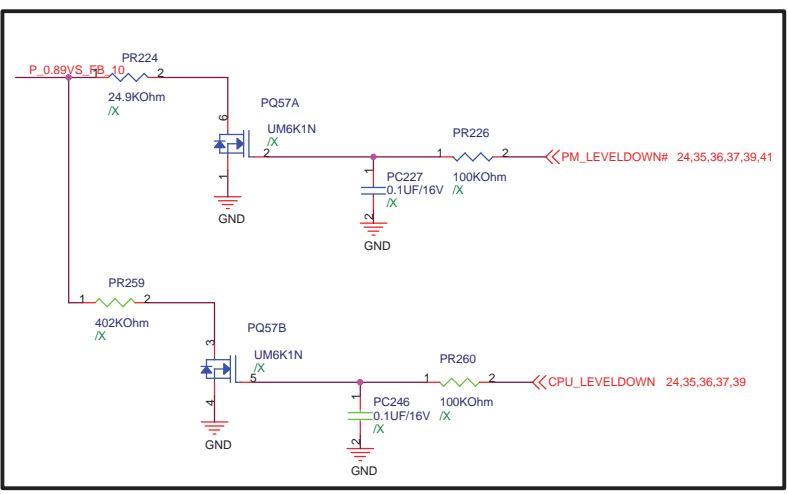 PR224
P_0.89VS_FB_10
1 2
24.9KOhm
/X
6
PQ57A
UM6K1N
/X
2
1
GND
PR226
1 2
100KOhm
/X
PM_LEVELDOWN# 24,35,36,37,39,41
1
PC227
0.1UF/16V
/X
2
GND
PR259
1 2
402KOhm
/X
3
PQ57B
UM6K1N
/X
5
4
GND
PR260
1 2
100KOhm
/X
CPU_LEVELDOWN 24,35,36,37,39
1
PC246
0.1UF/16V
/X
2
GND